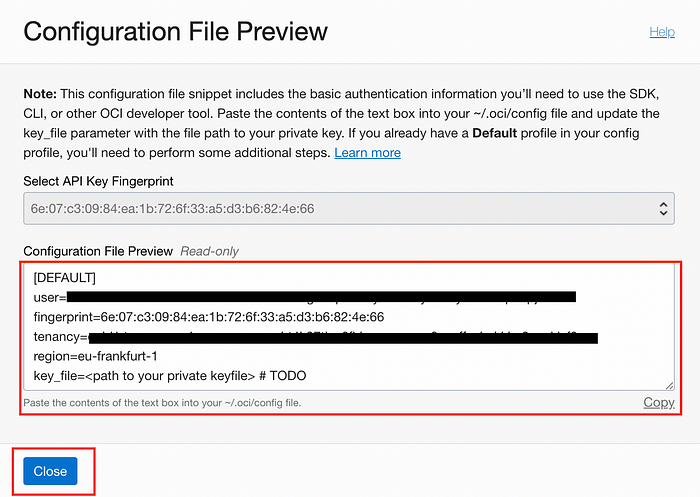 Configuration File Preview
Help
Note: This configuration file snippet includes the basic authentication information you'll need to use the SDK,
CLI, or other OCI developer tool. Paste the contents of the text box into your ~/.oci/config file and update the
key_file parameter with the file path to your private key. If you already have a Default profile in your config
profile, you'll need to perform some additional steps. Learn more
Select API Key Fingerprint
6e:07:c3:09:84:ea:1b:72:6f:33:a5:d3:b6:82:4e:66
Configuration File Preview Read-only
[DEFAULT]
user=
fingerprint=6e:07:c3:09:84:ea:1b:72:6f:33:a5:d3:b6:82:4e:66
tenancy=
region=eu-frankfurt-1
key_file=<path to your private keyfile> # TODO
Paste the contents of the text box into your ~/.oci/config file.
Copy
Close